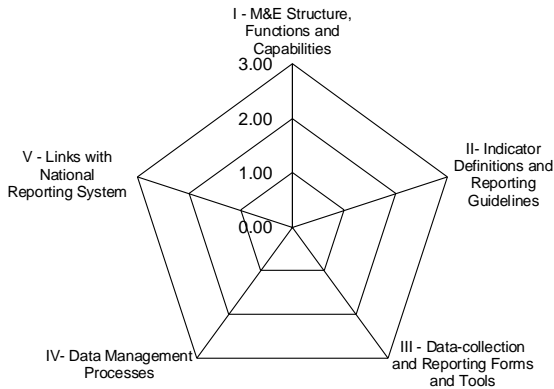 I - M&E Structure,
Functions and
Capabilities
3.00
2.00
1.00
0.00
II- Indicator
Definitions and
Reporting
Guidelines
III - Data-collection
and Reporting Forms
and Tools
IV- Data Management
Processes
V - Links with
National
Reporting System